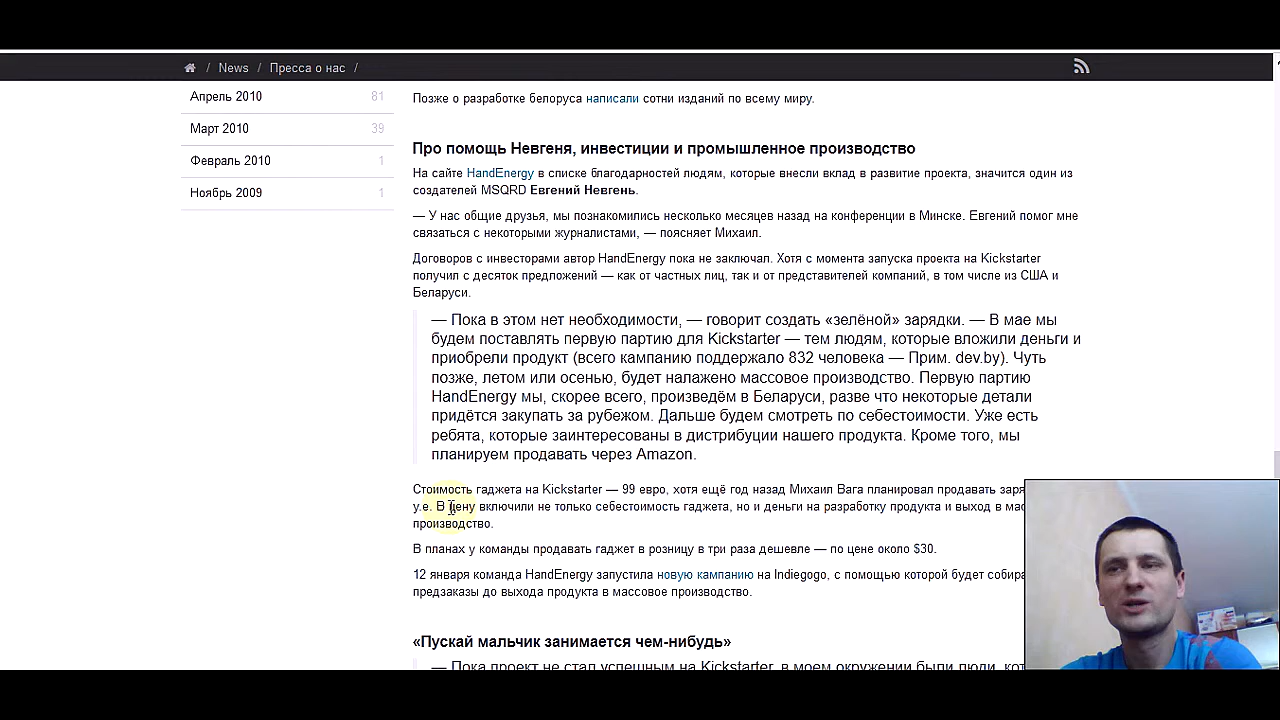 / News / Пресса о нас /
Апрель 2010 81
Март 2010 39
Февраль 2010 1
Ноябрь 2009 1
Позже о разработке белоруса написали сотни изданий по всему миру.
Про помощь Невгеня, инвестиции и промышленное производство
На сайте HandEnergy в списке благодарностей людям, которые внесли вклад в развитие проекта, значится один из
создателей MSQRD Евгений Невгень.
— У нас общие друзья, мы познакомились несколько месяцев назад на конференции в Минске. Евгений помог мне
связаться с некоторыми журналистами, — поясняет Михаил.
Договоров с инвесторами автор HandEnergy пока не заключал. Хотя с момента запуска проекта на Kickstarter
получил с десяток предложений — как от частных лиц, так и от представителей компаний, в том числе из США и
Беларуси.
— Пока в этом нет необходимости, — говорит создать «зелёной» зарядки. — В мае мы
будем поставлять первую партию для Kickstarter — тем людям, которые вложили деньги и
приобрели продукт (всего кампанию поддержало 832 человека — Прим. dev.by). Чуть
позже, летом или осенью, будет налажено массовое производство. Первую партию
HandEnergy мы, скорее всего, произведём в Беларуси, разве что некоторые детали
придётся закупать за рубежом. Дальше будем смотреть по себестоимости. Уже есть
ребята, которые заинтересованы в дистрибуции нашего продукта. Кроме того, мы
планируем продавать через Amazon.
Стоимость гаджета на Kickstarter — 99 евро, хотя ещё год назад Михаил Вага планировал продавать
у.е. В цену включили не только себестоимость гаджета, но и деньги на разработку продукта и выход в
производство.
В планах у команды продавать гаджет в розницу в три раза дешевле — по цене около $30.
12 января команда HandEnergy запустила новую кампанию на Indiegogo, с помощью которой будет
предзаказы до выхода продукта в массовое производство.
«Пускай мальчик занимается чем-нибудь»
— Пока проект не стал успешным на Kickstarter, в моем окружении были люди,